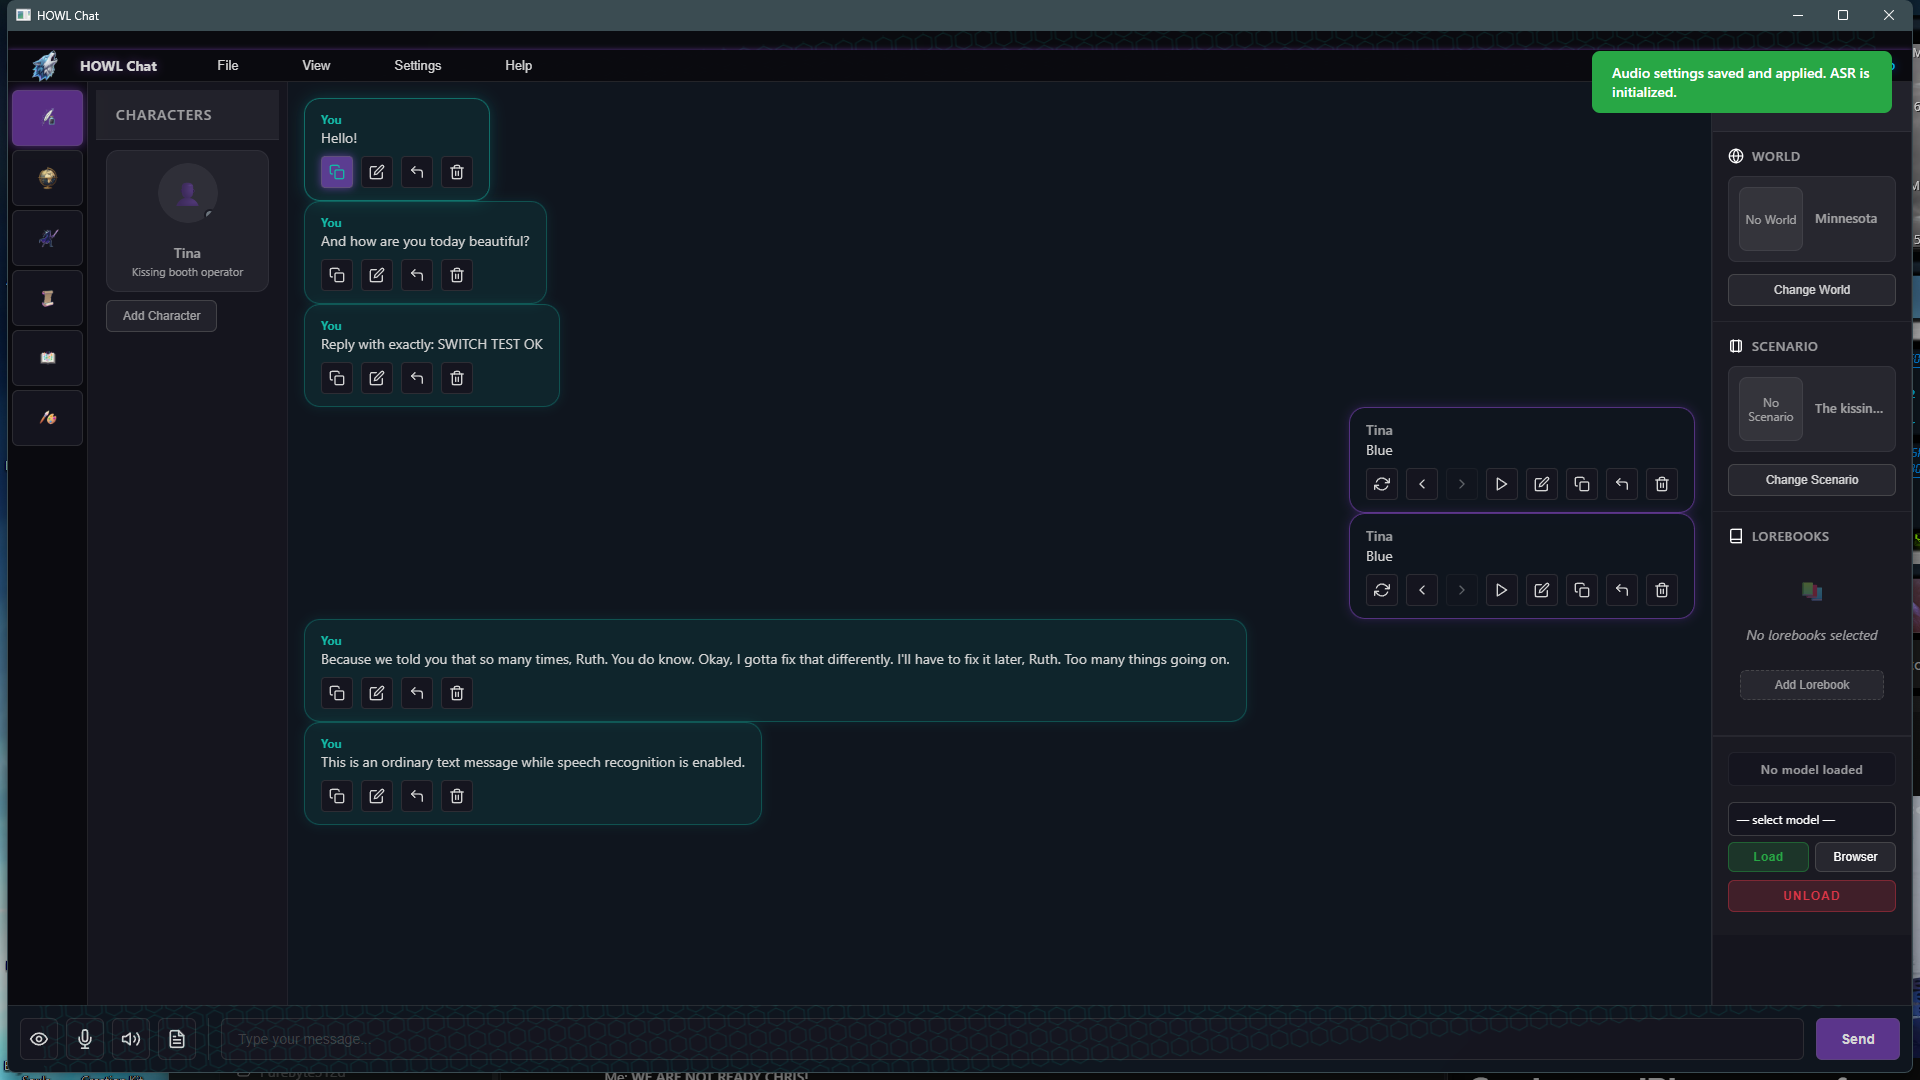 HOWL Chat
HOWL Chat
File
View
Settings
Help
Audio settings saved and applied. ASR is
initialized.
CHARACTERS
Tina
Kissing booth operator
Add Character
You
Hello!
You
And how are you today beautiful?
You
Reply with exactly: SWITCH TEST OK
Tina
Blue
Tina
Blue
You
Because we told you that so many times, Ruth. You do know. Okay, I gotta fix that differently. I'll have to fix it later, Ruth. Too many things going on.
You
This is an ordinary text message while speech recognition is enabled.
WORLD
No World
Minnesota
Change World
SCENARIO
No
Scenario
The kissin...
Change Scenario
LOREBOOKS
No lorebooks selected
Add Lorebook
No model loaded
— select model —
Load
Browser
UNLOAD
Type your message...
Send
Me: WE ARE NOT READY CHRIS!